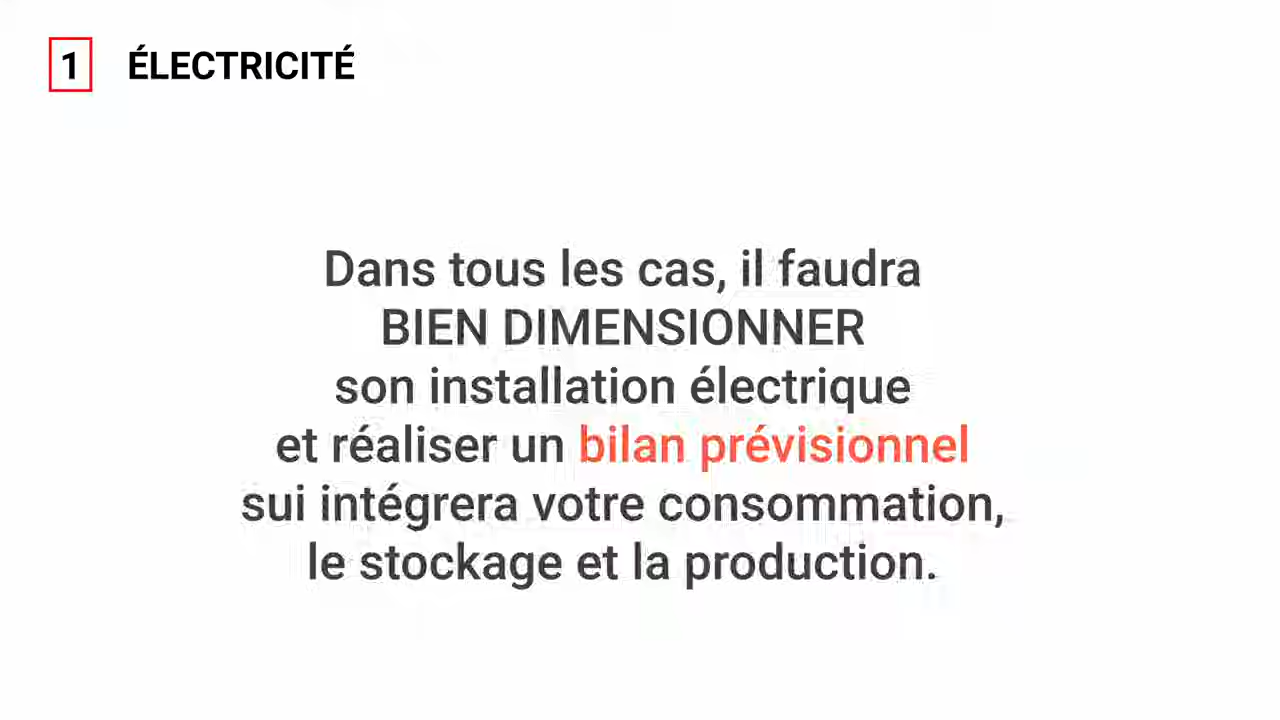 1 ÉLECTRICITÉ
Dans tous les cas, il faudra
BIEN DIMENSIONNER
son installation électrique
et réaliser un bilan prévisionnel
sui intégrera votre consommation,
le stockage et la production.